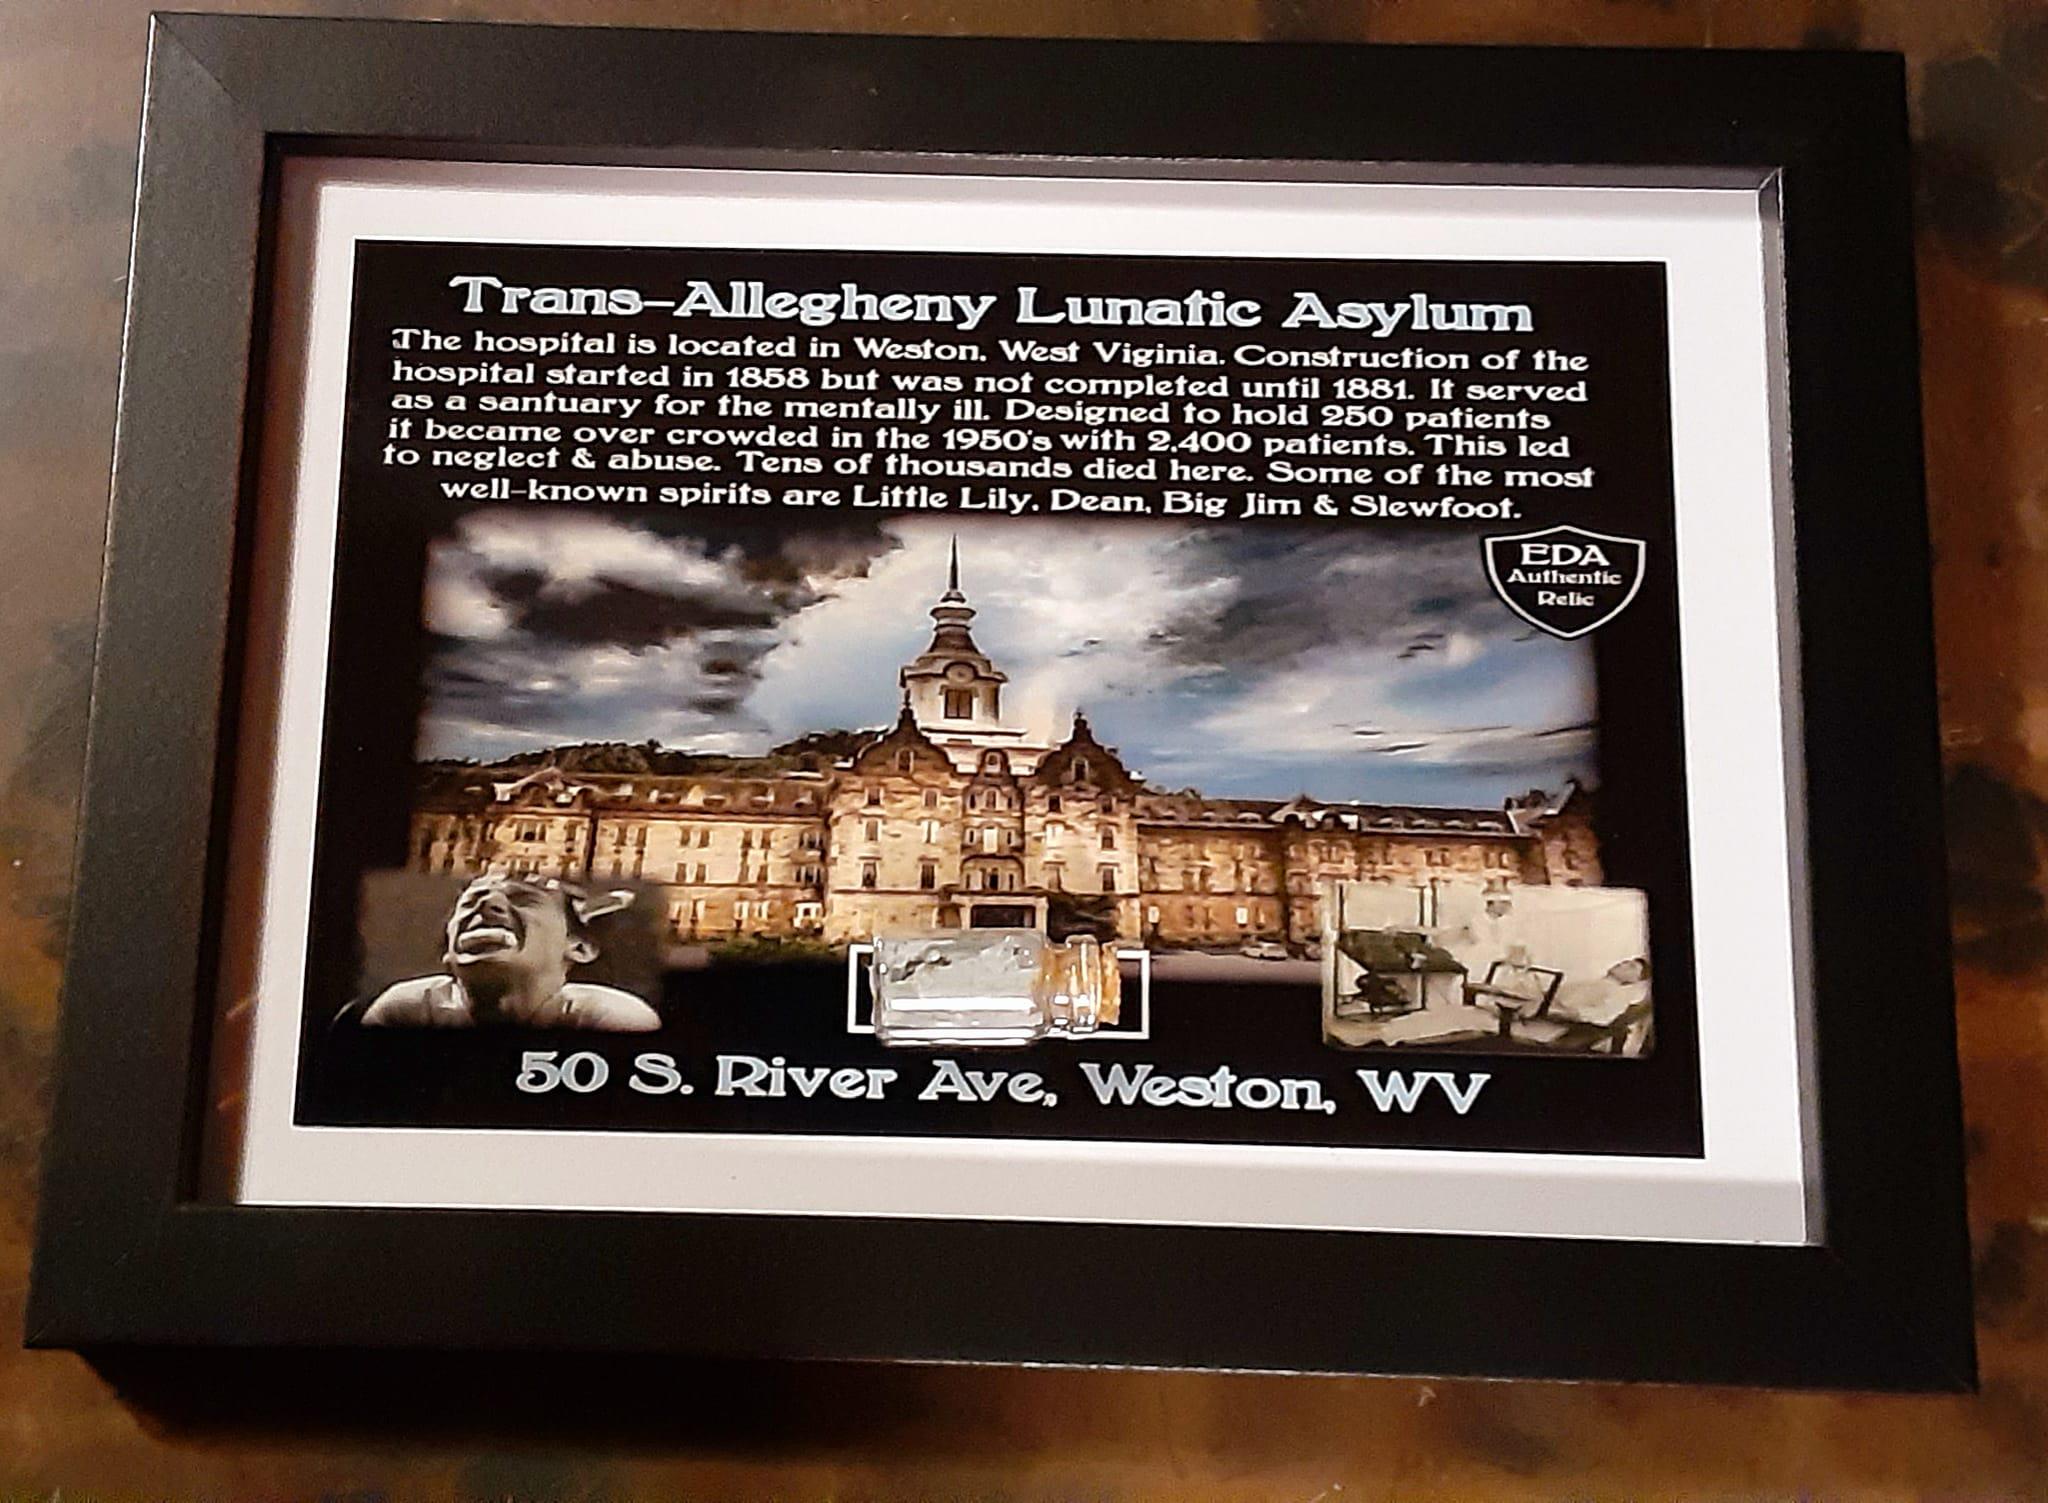 Trans-Allegheny Lunatic Asylum
The hospital is located in Weston, West Viginia. Construction of the
hospital started in 1858 but was not completed until 1881. It served
as a santuary for the mentally ill. Designed to hold 250 patients
it became over crowded in the 1950's with 2,400 patients. This led
to neglect & abuse. Tens of thousands died here. Some of the most
well-known spirits are Little Lily, Dean, Big Jim & Slewfoot.
EDA
Authentic
Relic
50 S. River Ave, Weston, WV